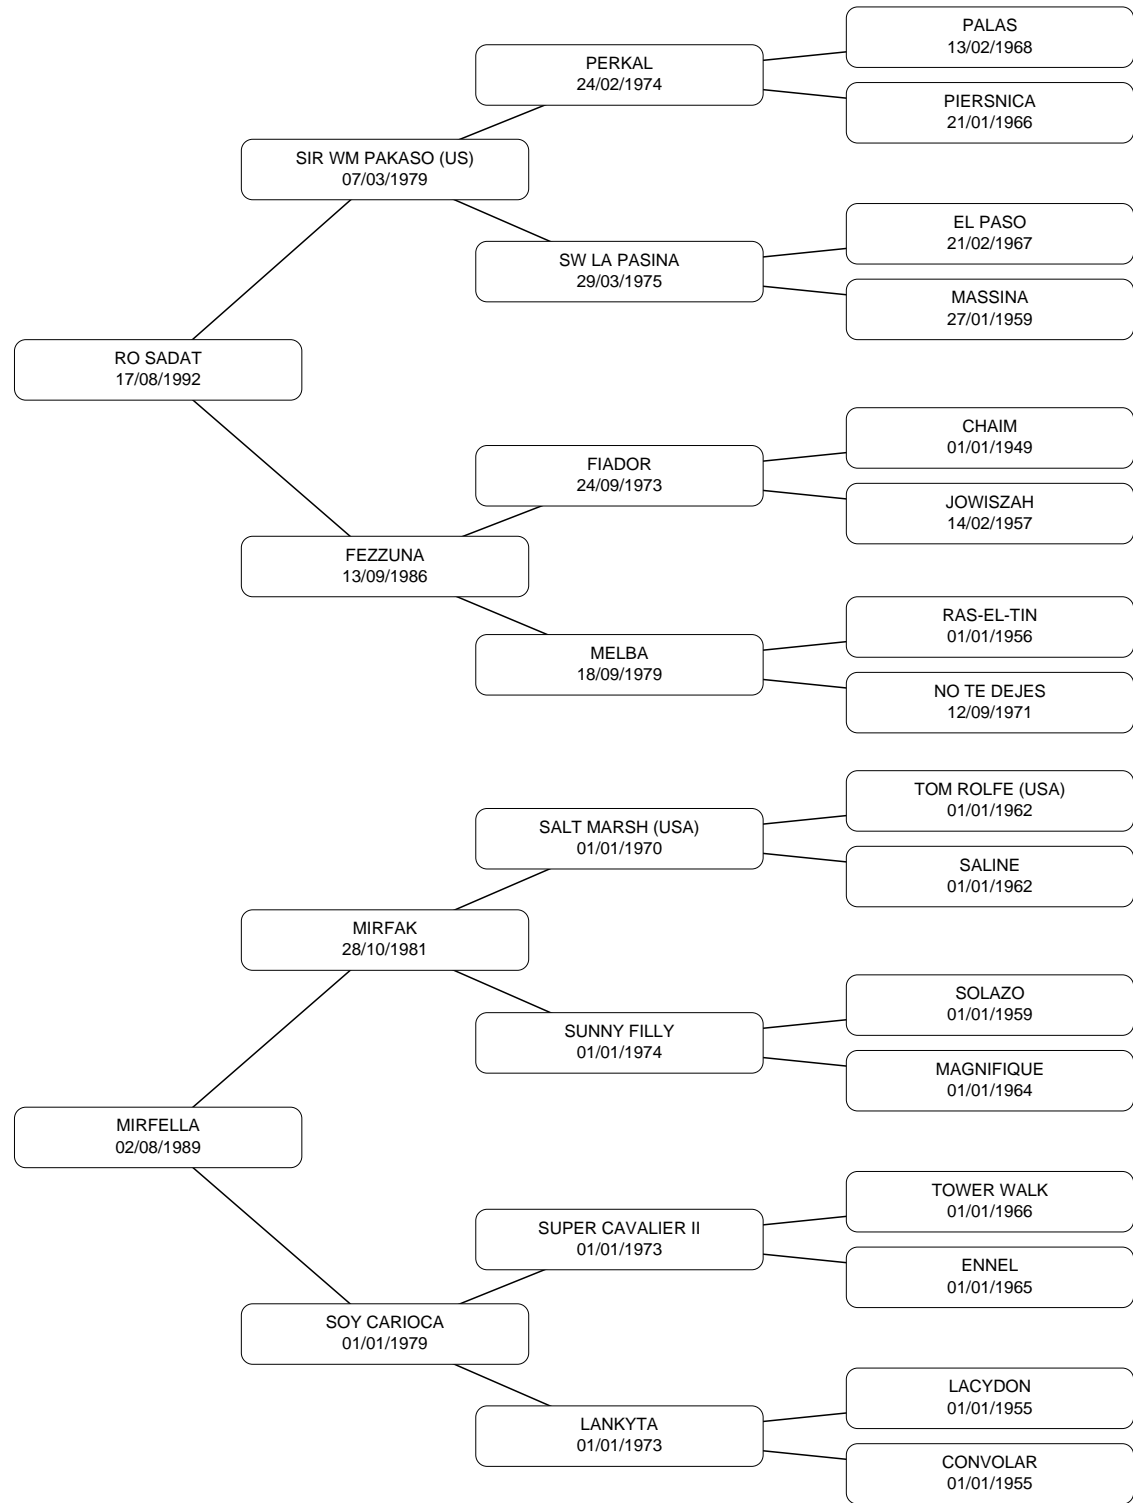 PALAS
13/02/1968
PERKAL
24/02/1974
PIERSNICA
21/01/1966
SIR WM PAKASO (US)
07/03/1979
EL PASO
21/02/1967
SW LA PASINA
29/03/1975
MASSINA
27/01/1959
RO SADAT
17/08/1992
CHAIM
01/01/1949
FIADOR
24/09/1973
JOWISZAH
14/02/1957
FEZZUNA
13/09/1986
RAS-EL-TIN
01/01/1956
MELBA
18/09/1979
NO TE DEJES
12/09/1971
TOM ROLFE (USA)
01/01/1962
SALT MARSH (USA)
01/01/1970
SALINE
01/01/1962
MIRFAK
28/10/1981
SOLAZO
01/01/1959
SUNNY FILLY
01/01/1974
MAGNIFIQUE
01/01/1964
MIRFELLA
02/08/1989
TOWER WALK
01/01/1966
SUPER CAVALIER II
01/01/1973
ENNEL
01/01/1965
SOY CARIOCA
01/01/1979
LACYDON
01/01/1955
LANKYTA
01/01/1973
CONVOLAR
01/01/1955